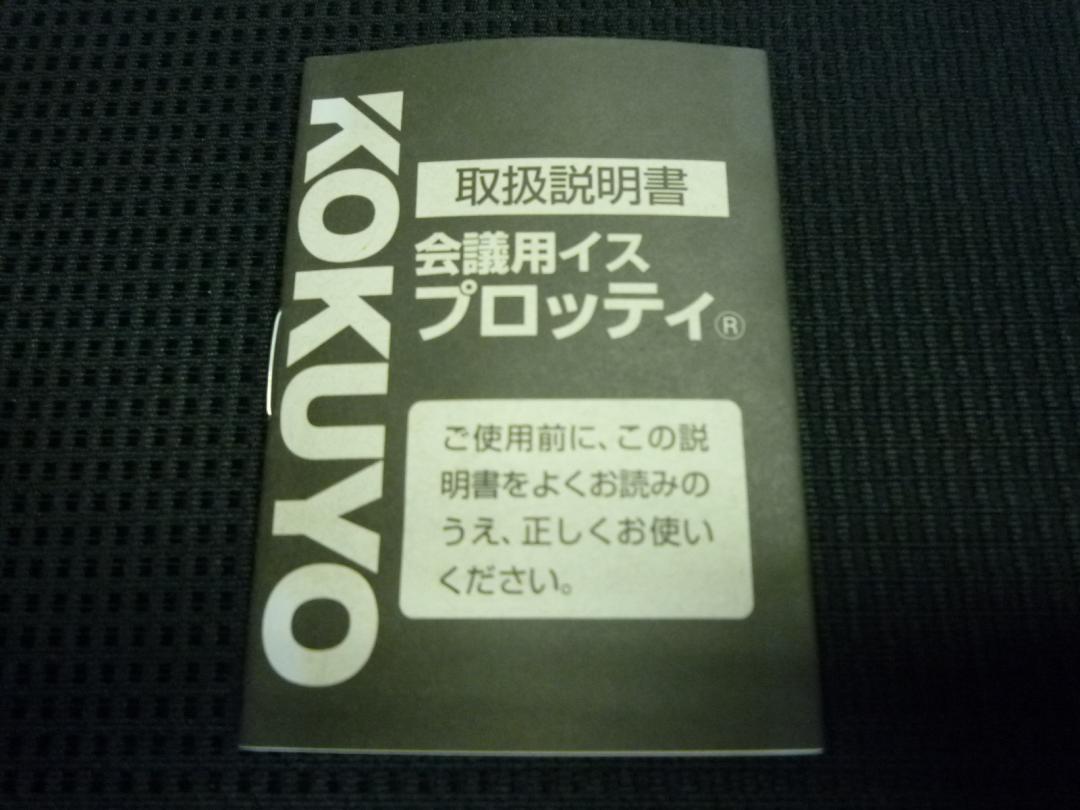 KOKUYO
取扱説明書
会議用イス
プロッティ®
ご使用前に、この説
明書をよくお読みの
うえ、正しくお使い
ください。